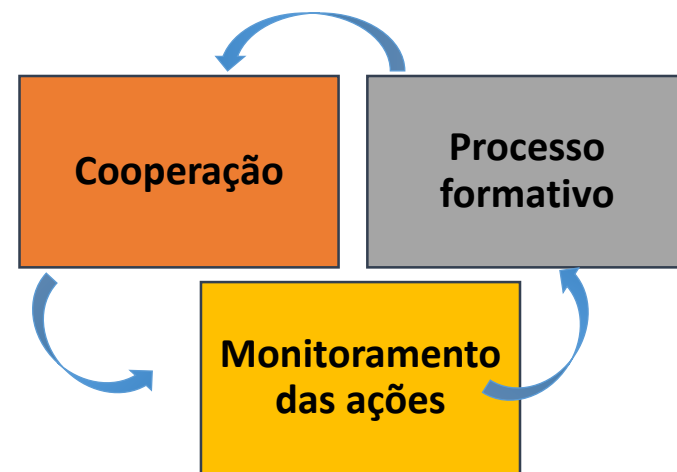 Cooperação
Processo
formativo
Monitoramento
das ações